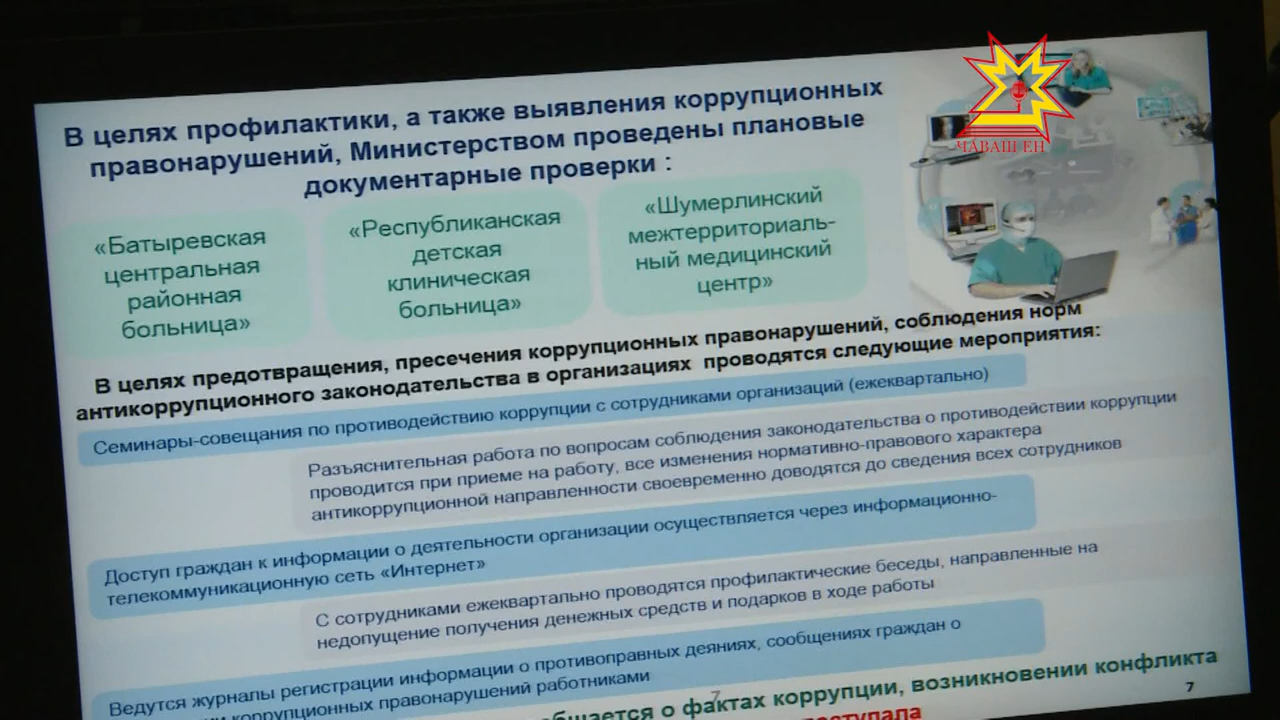 ЧӐВАШ ЕН
В целях профилактики, а также выявления коррупционных
правонарушений, Министерством проведены плановые
документарные проверки :
«Батыревская
центральная
районная
больница»
«Республиканская
детская
клиническая
больница»
«Шумерлинский
межтерриториаль-
ный медицинский
центр»
В целях предотвращения, пресечения коррупционных правонарушений, соблюдения норм
антикоррупционного законодательства в организациях проводятся следующие мероприятия:
Семинары-совещания по противодействию коррупции с сотрудниками организаций (ежеквартально)
Разъяснительная работа по вопросам соблюдения законодательства о противодействии коррупции
проводится при приеме на работу, все изменения нормативно-правового характера
антикоррупционной направленности своевременно доводятся до сведения всех сотрудников
Доступ граждан к информации о деятельности организации осуществляется через информационно-
телекоммуникационную сеть «Интернет»
С сотрудниками ежеквартально проводятся профилактические беседы, направленные на
недопущение получения денежных средств и подарков в ходе работы
Ведутся журналы регистрации информации о противоправных деяниях, сообщениях граждан о
коррупционных правонарушений работниками
о фактах коррупции, возникновении конфликта
7
7